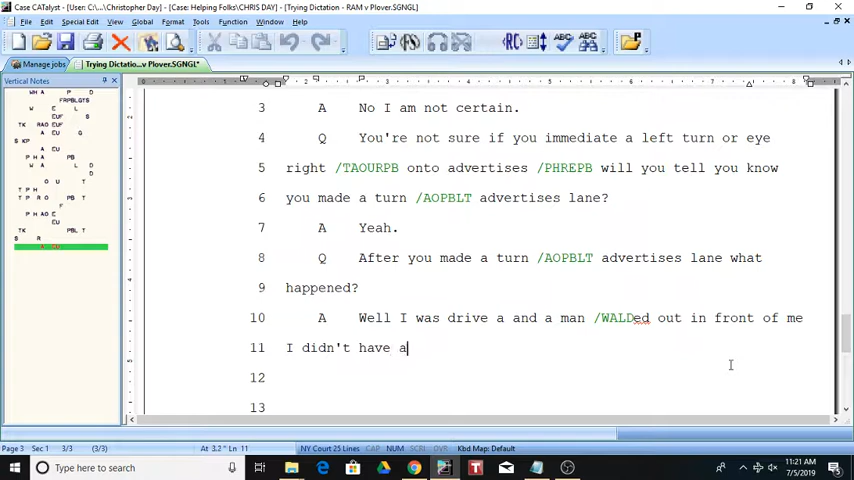 Case CATalyst - [User: C:\...\Christopher Day] - [Case: Helping Folks\CHRIS DAY] - [Trying Dictation - RAM v Plover.SGNGL]
File Edit Special Edit View Global Format Tools Function Window Help
Manage jobs Trying Dictation...v Plover.SGNGL*
Vertical Notes
3 A No I am not certain.
4 Q You're not sure if you immediate a left turn or eye
5 right /TAOURPB onto advertises /PHREPB will you tell you know
6 you made a turn /AOPBLT advertises lane?
7 A Yeah.
8 Q After you made a turn /AOPBLT advertises lane what
9 happened?
10 A Well I was drive a and a man /WALDed out in front of me
11 I didn't have a
12
13
Page 3 Sec 1 3/3 (3/3) At 3.2" Ln 11 NY Court 25 Lines CAP NUM SCRL OVR Kbd Map: Default
Type here to search
11:21 AM
7/5/2019